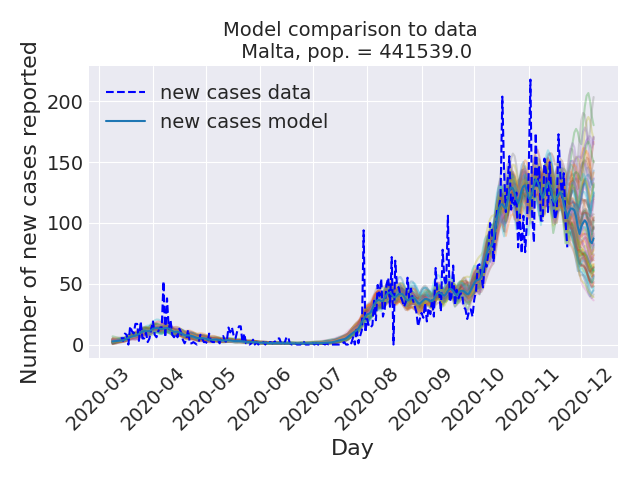 Model comparison to data
Malta, pop. = 441539.0
Number of new cases reported
200
150
100
50
0
new cases data
new cases model
2020-03
2020-04
2020-05
2020-06
2020-07
2020-08
2020-09
2020-10
2020-11
2020-12
Day